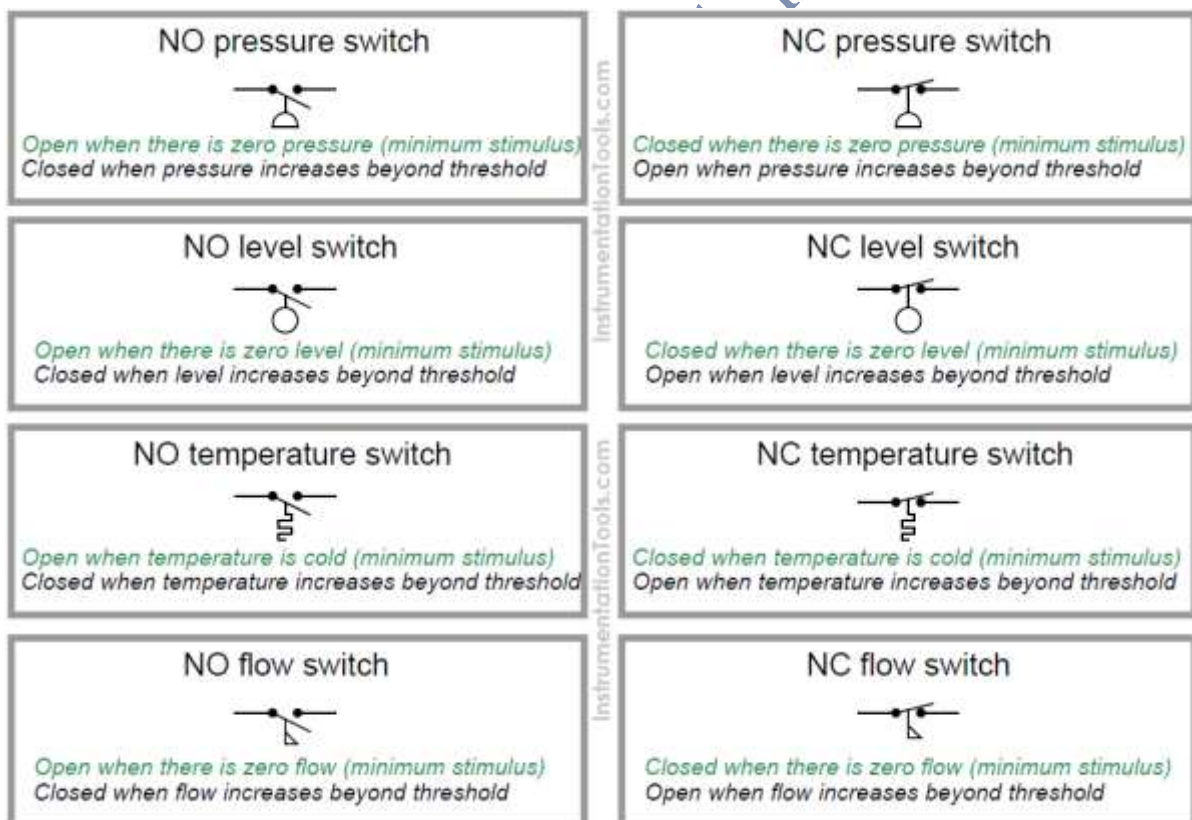 NO pressure switch
Open when there is zero pressure (minimum stimulus)
Closed when pressure increases beyond threshold
NC pressure switch
Closed when there is zero pressure (minimum stimulus)
Open when pressure increases beyond threshold
InstrumentationTools.com
NO level switch
Open when there is zero level (minimum stimulus)
Closed when level increases beyond threshold
NC level switch
Closed when there is zero level (minimum stimulus)
Open when level increases beyond threshold
NO temperature switch
Open when temperature is cold (minimum stimulus)
Closed when temperature increases beyond threshold
NC temperature switch
Closed when temperature is cold (minimum stimulus)
Open when temperature increases beyond threshold
InstrumentationTools.com
NO flow switch
Open when there is zero flow (minimum stimulus)
Closed when flow increases beyond threshold
NC flow switch
Closed when there is zero flow (minimum stimulus)
Open when flow increases beyond threshold